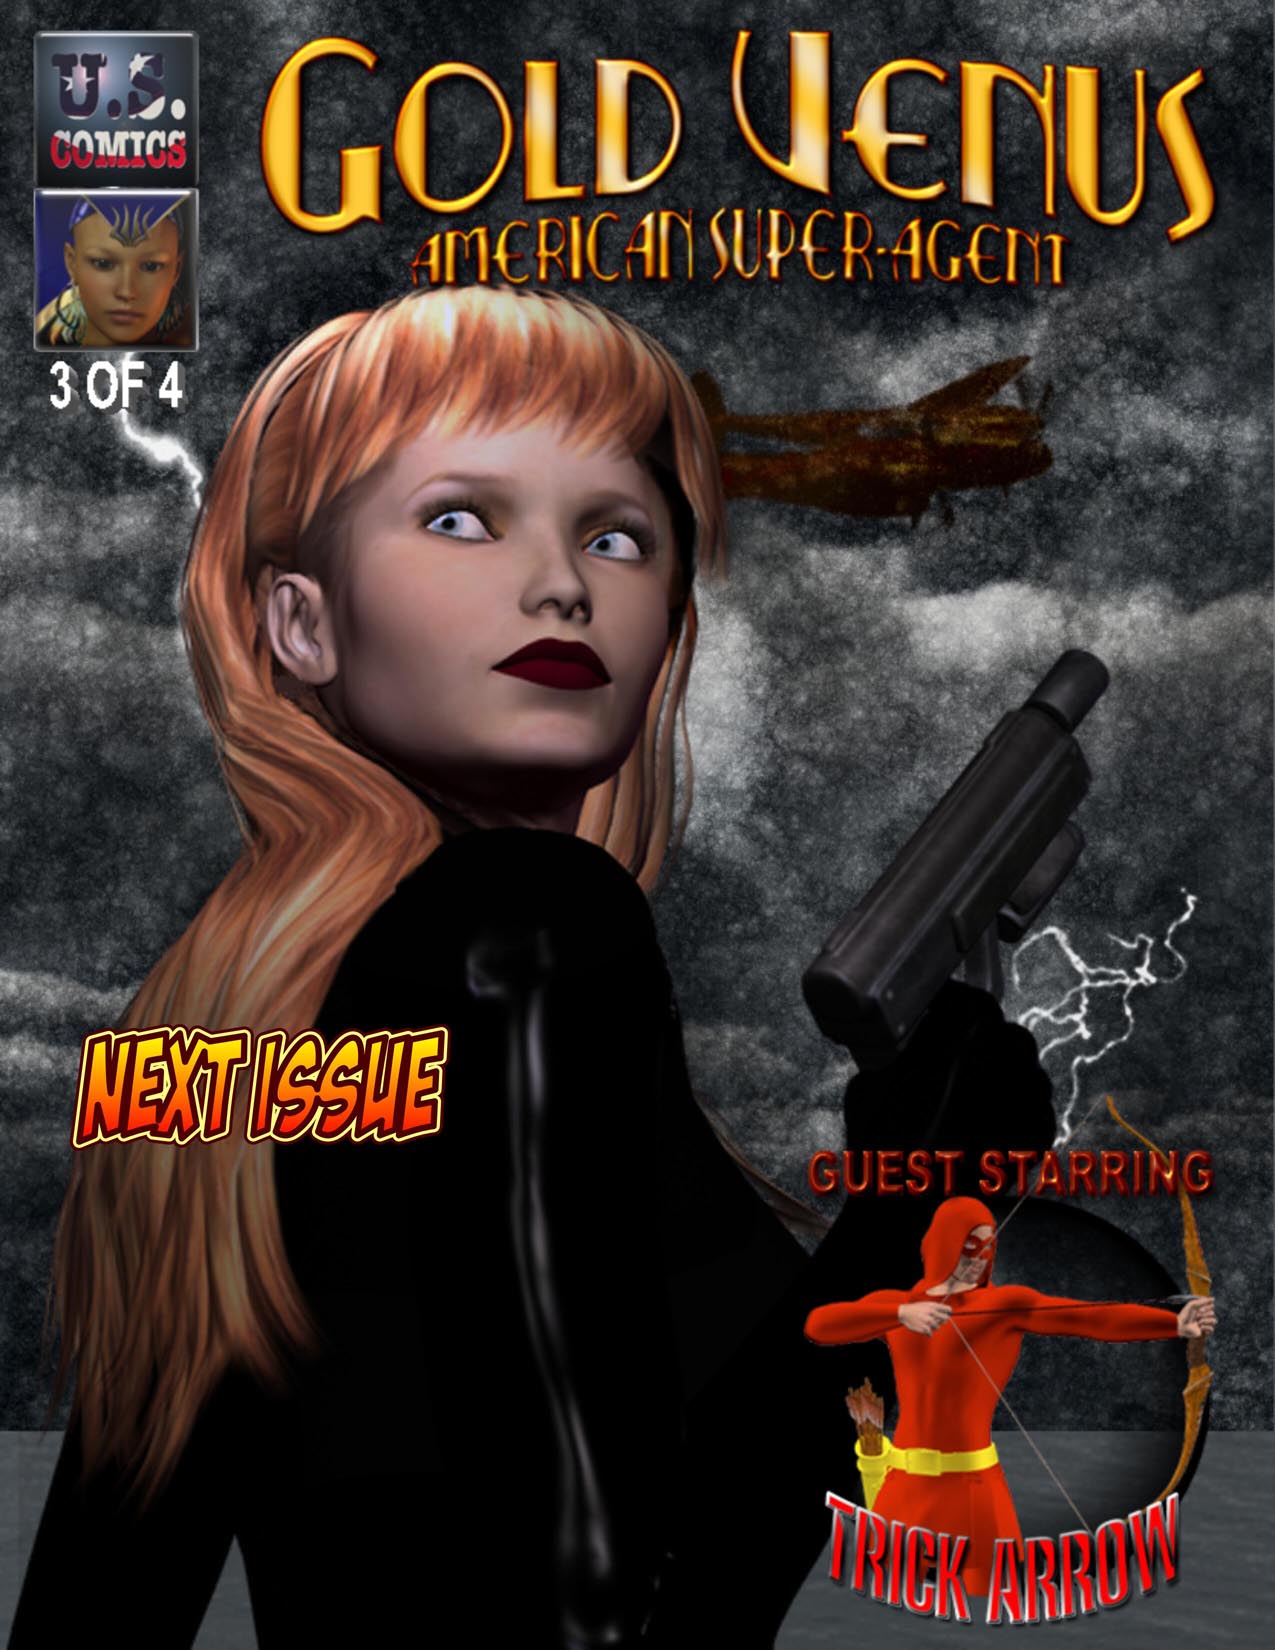 U.S.
COMICS
GOLD VENUS
AMERICAN SUPER-AGENT
3 OF 4
NEXT ISSUE
GUEST STARRING
TRICK ARROW